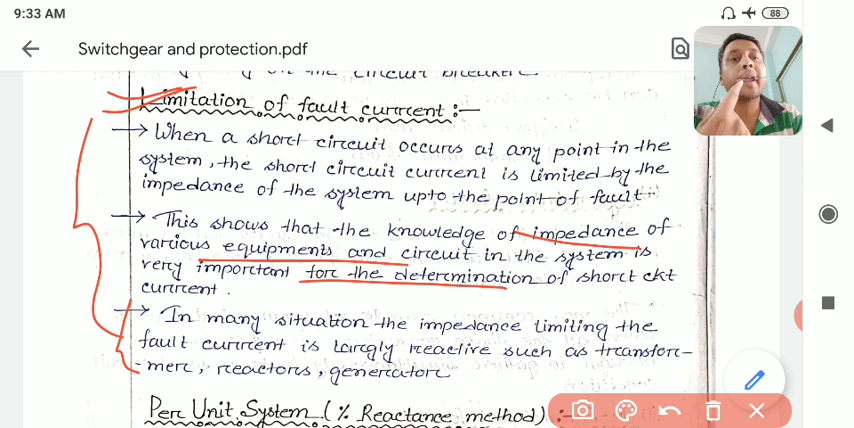 9:33 AM
88
Switchgear and protection.pdf
Limitation of fault current :-
→ When a short circuit occurs at any point in the
system, the short circuit current is limited by the
impedance of the system upto the point of fault.
→ This shows that the knowledge of impedance of
various equipments and circuit in the system is
very important for the determination of short ckt
current.
→ In many situation the impedance limiting the
fault current is largly reactive such as transfor-
mer, reactors, generator
Per Unit System (% Reactance method) :-